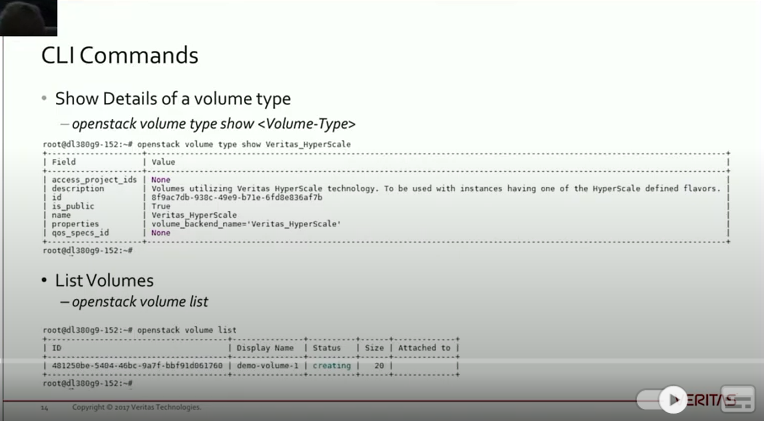 CLI Commands
• Show Details of a volume type
– openstack volume type show <Volume-Type>
root@dl380g9-152:~# openstack volume type show Veritas_HyperScale
| Field | Value |
| access_project_ids | None |
| description | Volumes utilizing Veritas HyperScale technology. To be used with instances having one of the HyperScale defined flavors. |
| id | 8f9ac7db-938c-49e9-b71e-6fd8e836af7b |
| is_public | True |
| name | Veritas_HyperScale |
| properties | volume_backend_name='Veritas_HyperScale' |
| qos_specs_id | None |
root@dl380g9-152:~#
• List Volumes
– openstack volume list
root@dl380g9-152:~# openstack volume list
| ID | Display Name | Status | Size | Attached to |
| 481250be-5404-46bc-9a7f-bbf91d061760 | demo-volume-1 | creating | 20 | |
root@dl380g9-152:~#
14 Copyright © 2017 Veritas Technologies.